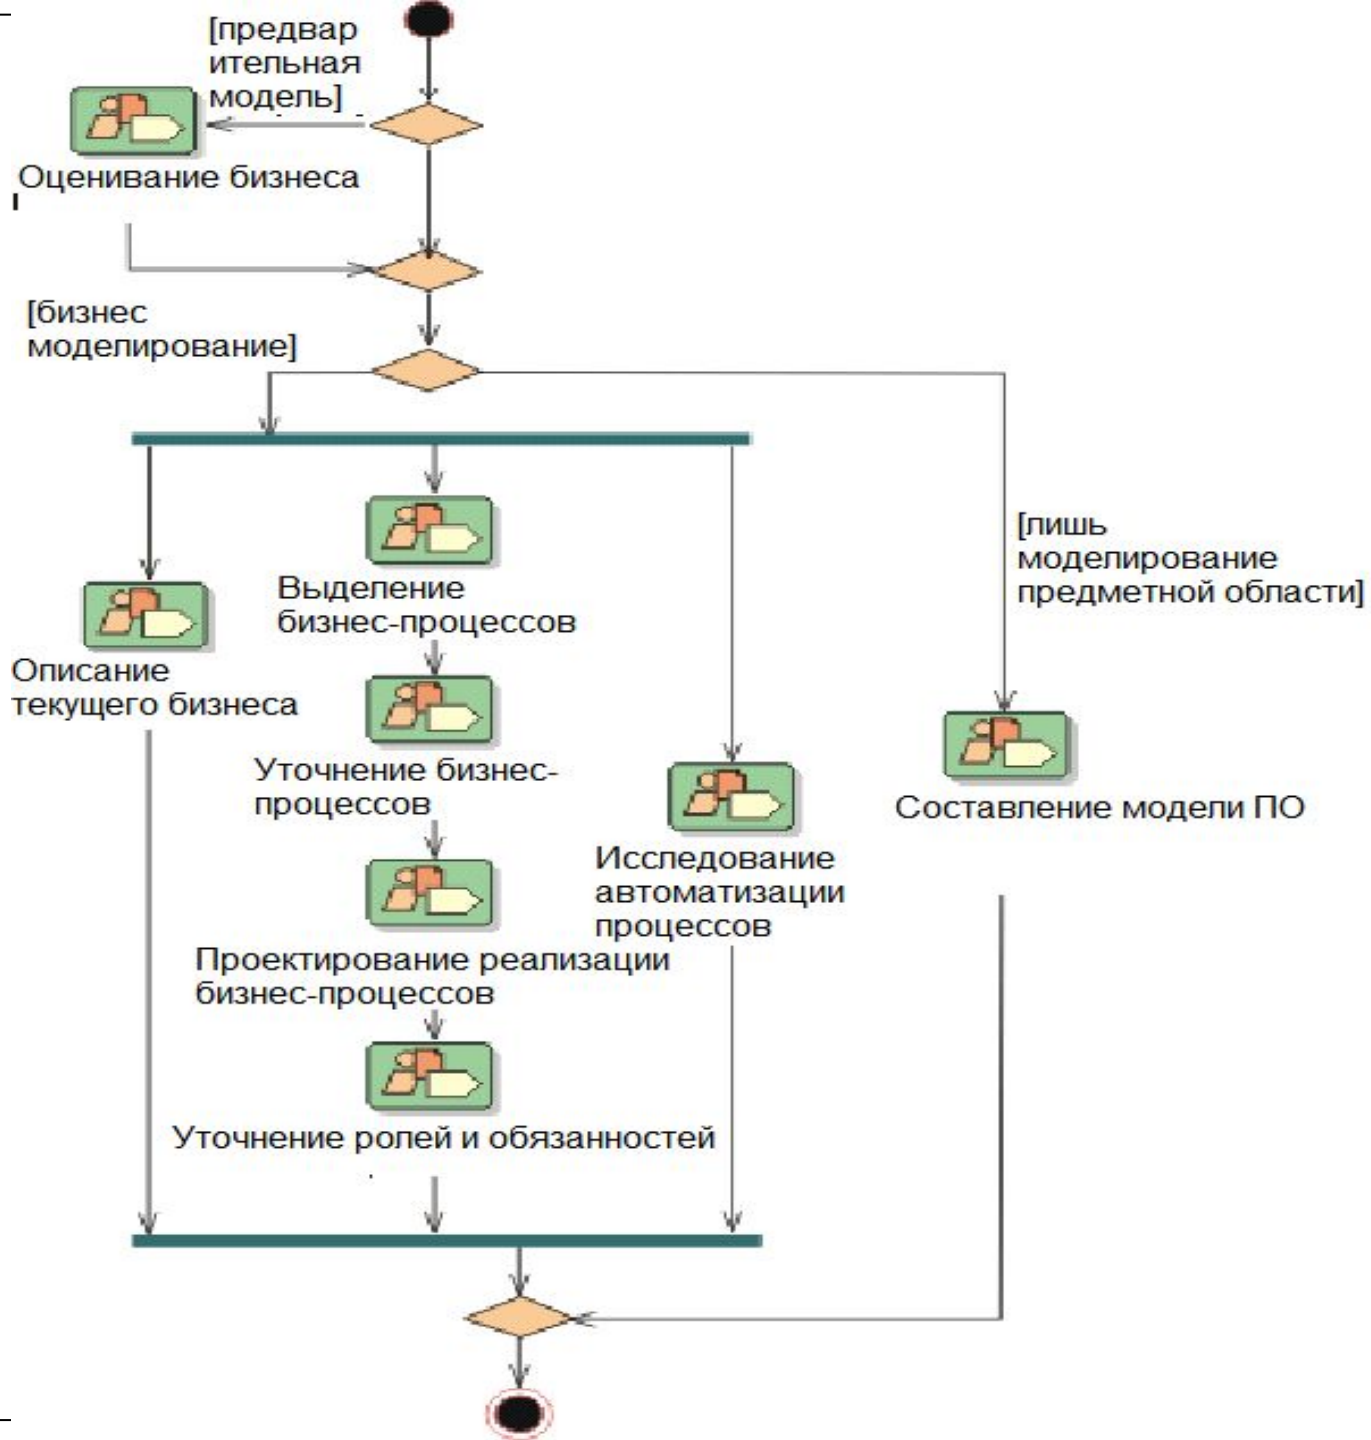 [предвар
ительная
модель]
Оценивание бизнеса
[бизнес
моделирование]
[лишь
моделирование
предметной области]
Выделение
бизнес-процессов
Описание
текущего бизнеса
Уточнение бизнес-
процессов
Составление модели ПО
Исследование
автоматизации
процессов
Проектирование реализации
бизнес-процессов
Уточнение ролей и обязанностей